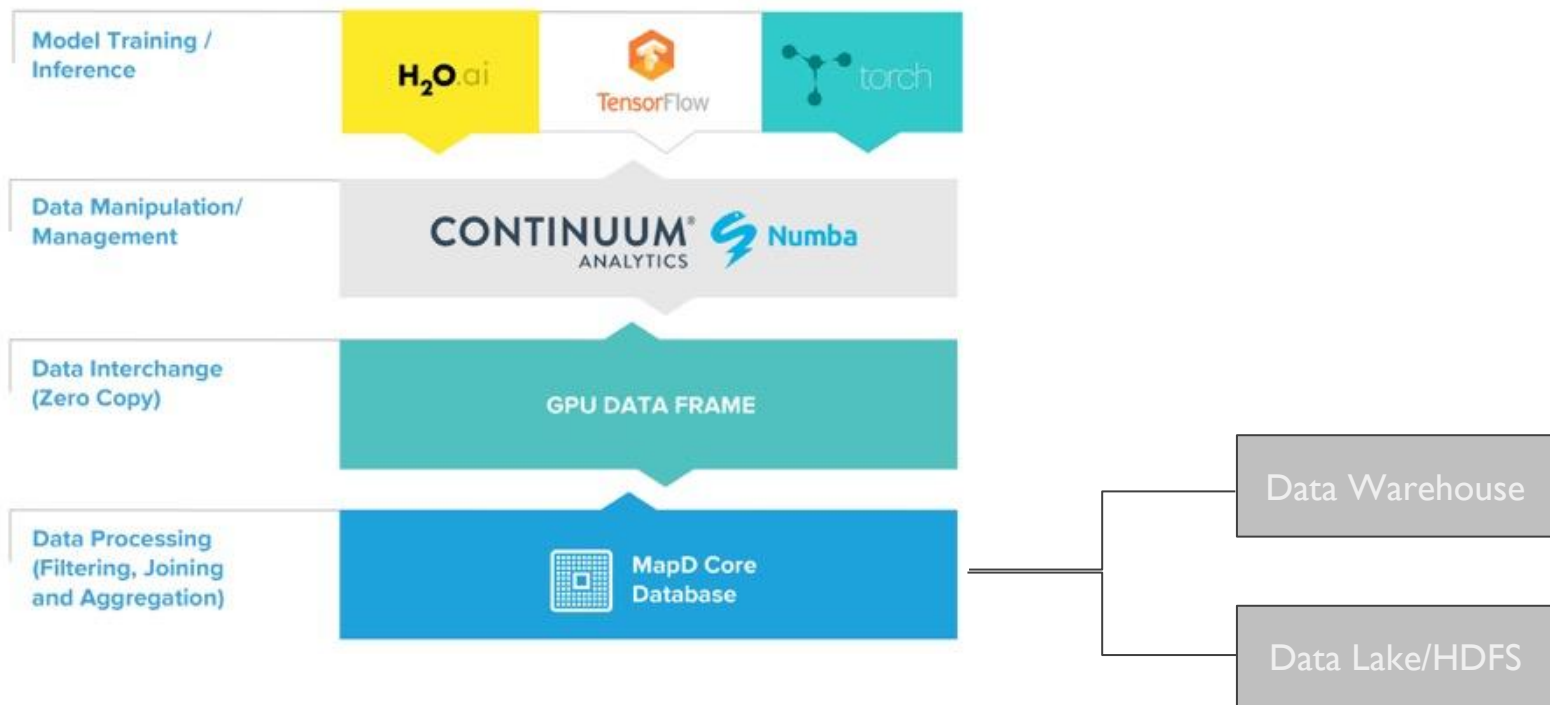 Model Training /
Inference
H2O.ai
TensorFlow
torch
Data Manipulation/
Management
CONTINUUM®
ANALYTICS
Numba
Data Interchange
(Zero Copy)
GPU DATA FRAME
Data Processing
(Filtering, Joining
and Aggregation)
MapD Core
Database
Data Warehouse
Data Lake/HDFS